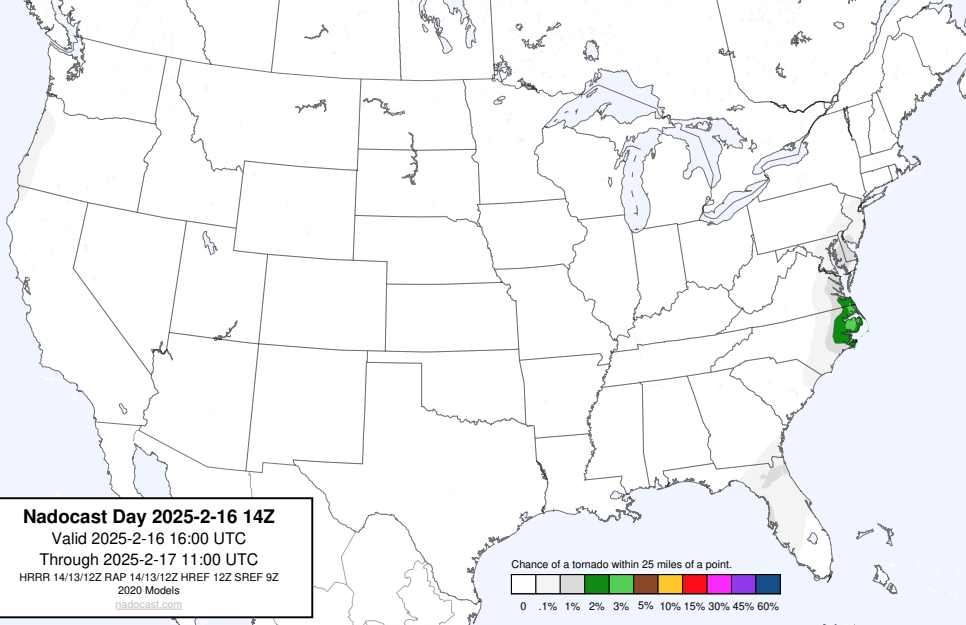 Nadocast Day 2025-2-16 14Z
Valid 2025-2-16 16:00 UTC
Through 2025-2-17 11:00 UTC
HRRR 14/13/12Z RAP 14/13/12Z HREF 12Z SREF 9Z
2020 Models
nadocast.com
Chance of a tornado within 25 miles of a point.
0 .1% 1% 2% 3% 5% 10% 15% 30% 45% 60%